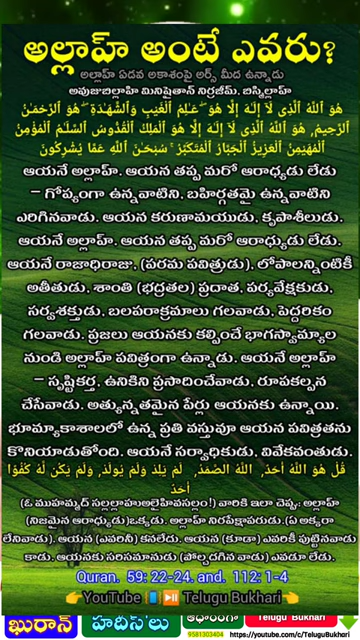 అల్లాహ్ అంటే ఎవరు?
అల్లాహ్ ఏడవ ఆకాశంపై అర్ష్ మీద ఉన్నాడు
అవుజుబిల్లాహి మినషైతాన్ నిర్రజీమ్. బిస్మిల్లాహ్
هُوَ اللَّهُ الَّذِي لَا إِلَٰهَ إِلَّا هُوَ ۖ عَالِمُ الْغَيْبِ وَالشَّهَادَةِ ۖ هُوَ الرَّحْمَٰنُ
الرَّحِيمُ، هُوَ اللَّهُ الَّذِي لَا إِلَٰهَ إِلَّا هُوَ الْمَلِكُ الْقُدُّوسُ السَّلَامُ الْمُؤْمِنُ
الْمُهَيْمِنُ الْعَزِيزُ الْجَبَّارُ الْمُتَكَبِّرُ ۚ سُبْحَانَ اللَّهِ عَمَّا يُشْرِكُونَ
ఆయనే అల్లాహ్. ఆయన తప్ప మరో ఆరాధ్యుడు లేడు
– గోప్యంగా ఉన్నవాటిని, బహిర్గతమై ఉన్నవాటిని
ఎరిగినవాడు. ఆయన కరుణామయుడు, కృపాశీలుడు.
ఆయనే అల్లాహ్. ఆయన తప్ప మరో ఆరాధ్యుడు లేడు.
ఆయనే రాజాధిరాజు, (పరమ పవిత్రుడు), లోపాలన్నింటికీ
అతీతుడు, శాంతి (భద్రతల) ప్రదాత, పర్యవేక్షకుడు,
సర్వశక్తుడు, బలపరాక్రమాలు గలవాడు, పెద్దరికం
గలవాడు. ప్రజలు ఆయనకు కల్పించే భాగస్వామ్యాల
నుండి అల్లాహ్ పవిత్రంగా ఉన్నాడు. ఆయనే అల్లాహ్
– సృష్టికర్త, ఉనికిని ప్రసాదించేవాడు, రూపకల్పన
చేసేవాడు. అత్యున్నతమైన పేర్లు ఆయనకు ఉన్నాయి.
భూమ్యాకాశాలలో ఉన్న ప్రతి వస్తువూ ఆయన పవిత్రతను
కొనియాడుతోంది. ఆయనే సర్వాధికుడు, వివేకవంతుడు.
قُلْ هُوَ اللَّهُ أَحَدٌ، اللَّهُ الصَّمَدُ، لَمْ يَلِدْ وَلَمْ يُولَدْ، وَلَمْ يَكُن لَّهُ كُفُوًا
أَحَدٌ
(ఓ ముహమ్మద్ సల్లల్లాహుఅలైహివసల్లం!) వారికి ఇలా చెప్పు: అల్లాహ్
(నిజమైన ఆరాధ్యుడు)ఒక్కడు. అల్లాహ్ నిరపేక్షాపరుడు. (ఏ అక్కరా
లేనివాడు). ఆయన (ఎవరినీ) కనలేదు. ఆయన (కూడా) ఎవరికీ పుట్టినవాడు
కాడు. ఆయనకు సరిసమానుడు (పోల్చదగిన వాడు) ఎవడూ లేడు.
Quran. 59: 22-24. and. 112: 1-4
YouTube Telugu Bukhari
ఖురాన్ హదీస్‌లు ఆధారంగా Telugu Bukhari
9581303404 https://youtube.com/c/TeluguBukhari